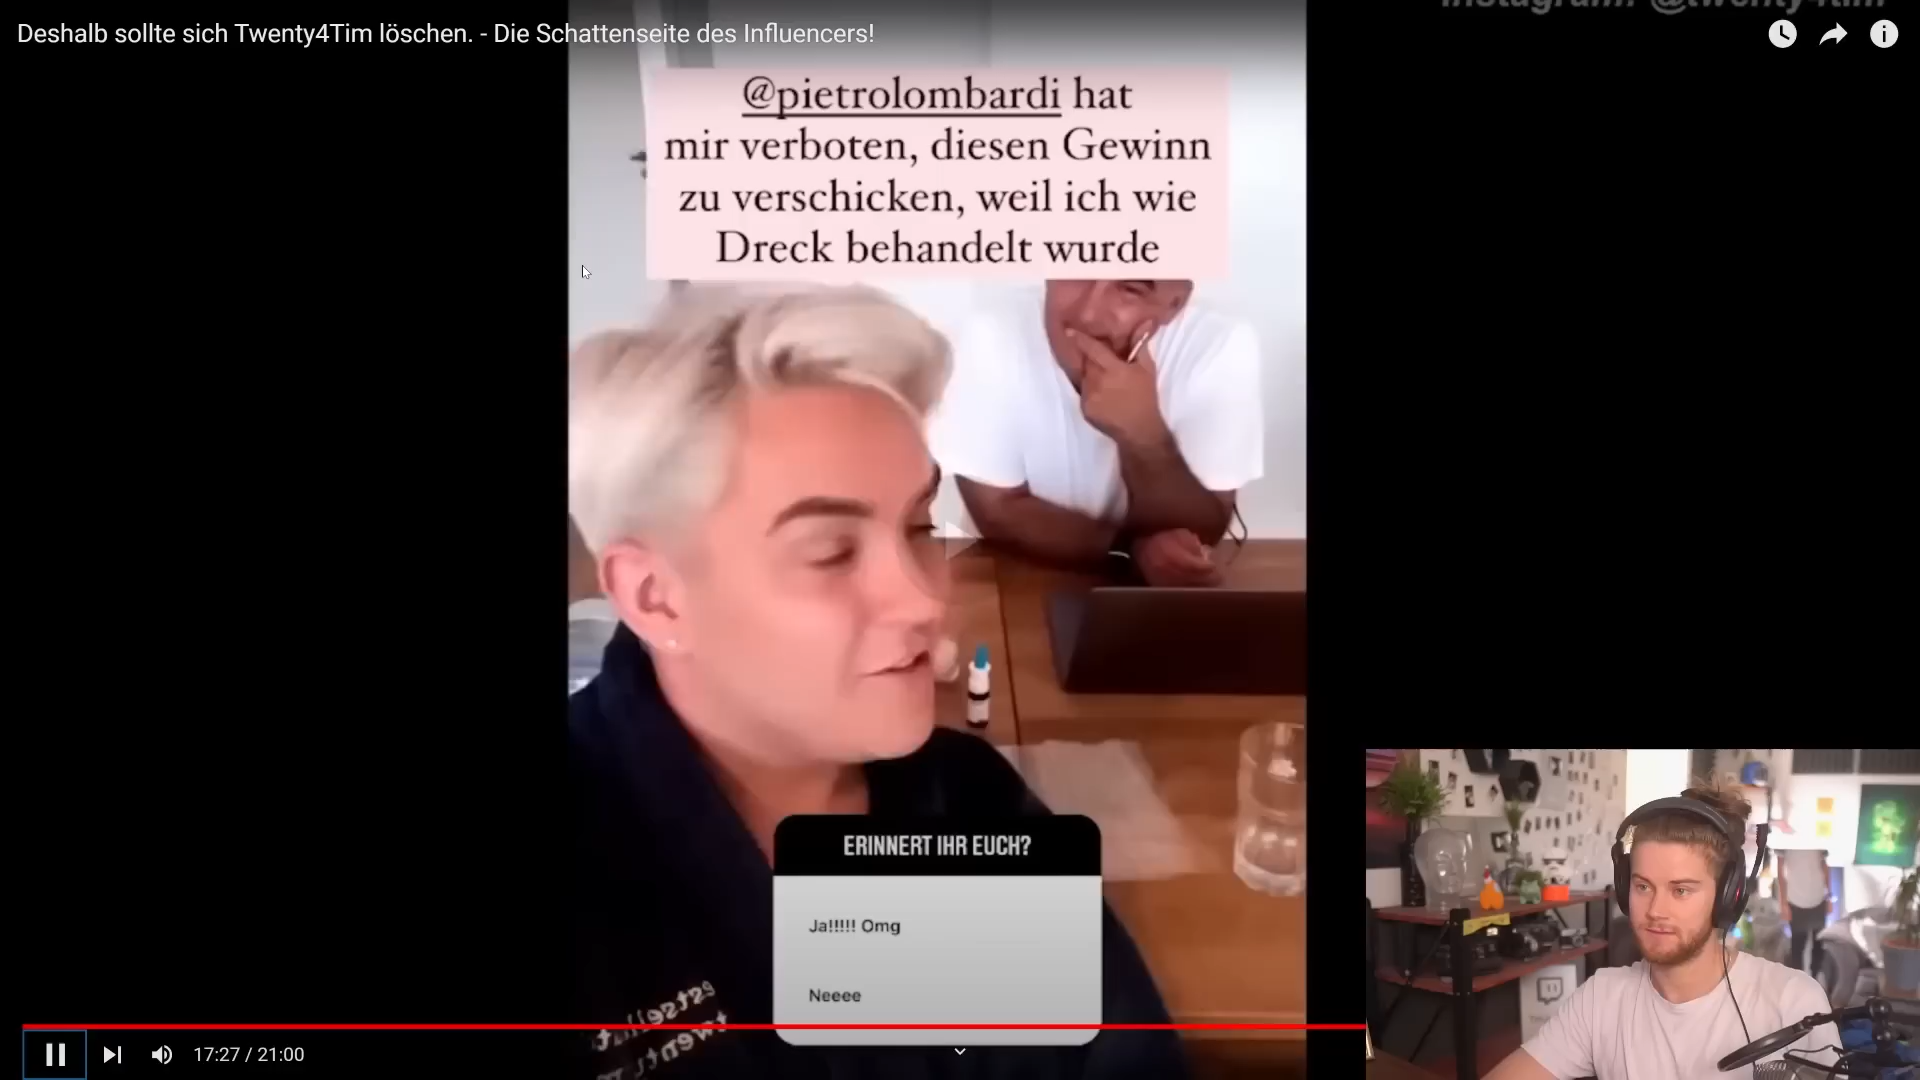 Deshalb sollte sich Twenty4Tim löschen. - Die Schattenseite des Influencers!
@pietrolombardi hat
mir verboten, diesen Gewinn
zu verschicken, weil ich wie
Dreck behandelt wurde
ERINNERT IHR EUCH?
Ja!!!!! Omg
Neeee
17:27 / 21:00